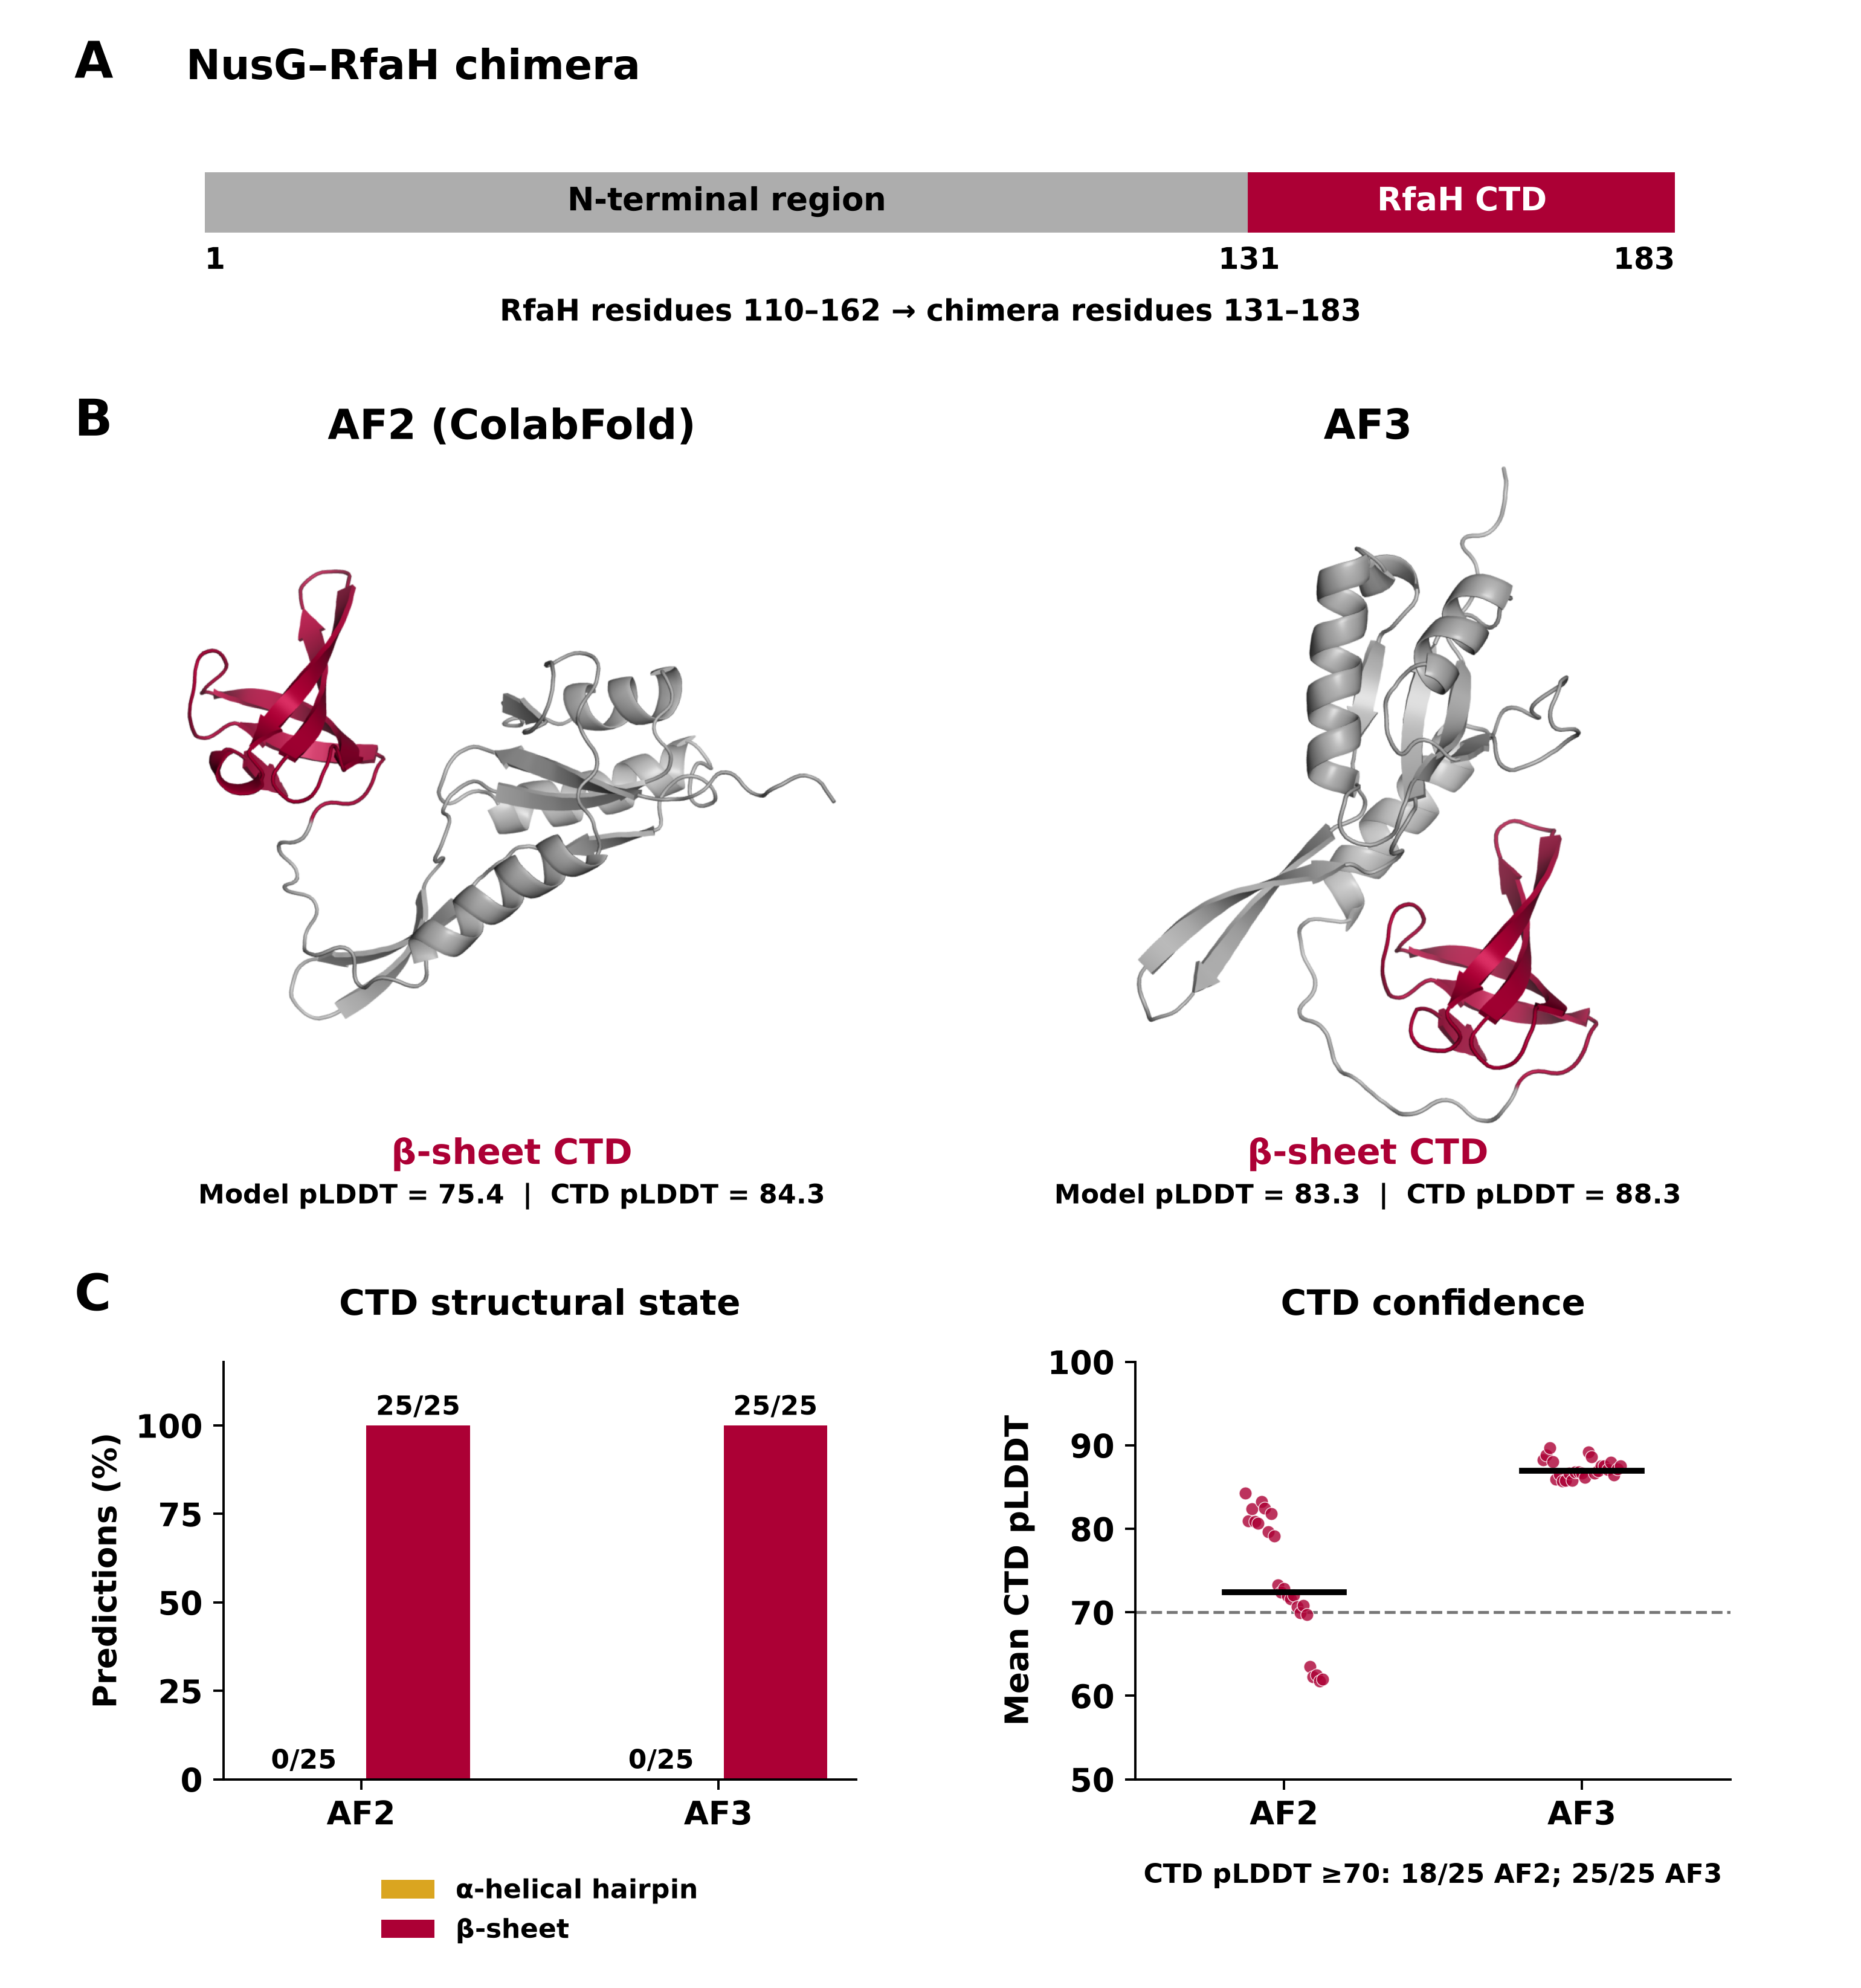 A NusG–RfaH chimera
N-terminal region RfaH CTD
1 131 183
RfaH residues 110–162 → chimera residues 131–183
B AF2 (ColabFold) AF3
β-sheet CTD β-sheet CTD
Model pLDDT = 75.4 | CTD pLDDT = 84.3 Model pLDDT = 83.3 | CTD pLDDT = 88.3
C CTD structural state
Predictions (%)
100
75
50
25
0
25/25 25/25
0/25 0/25
AF2 AF3
α-helical hairpin
β-sheet
CTD confidence
Mean CTD pLDDT
100
90
80
70
60
50
AF2 AF3
CTD pLDDT ≥70: 18/25 AF2; 25/25 AF3